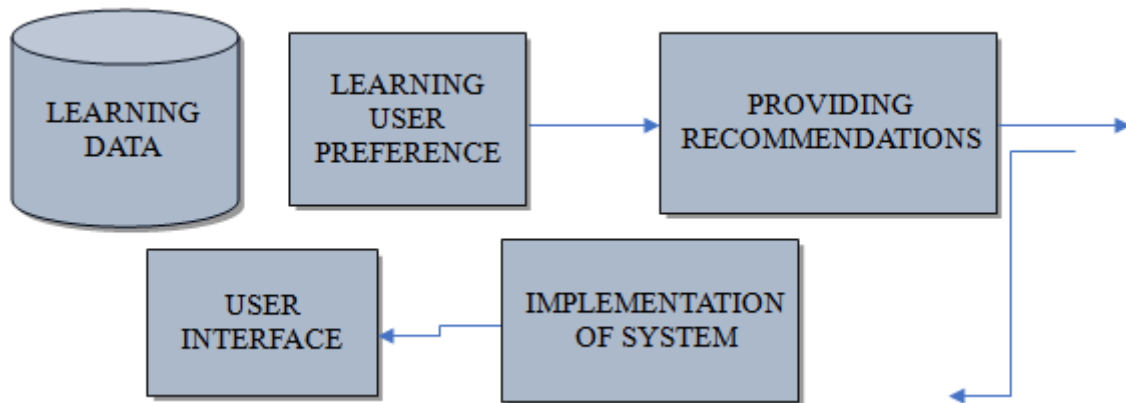 LEARNING
DATA
LEARNING
USER
PREFERENCE
PROVIDING
RECOMMENDATIONS
USER
INTERFACE
IMPLEMENTATION
OF SYSTEM